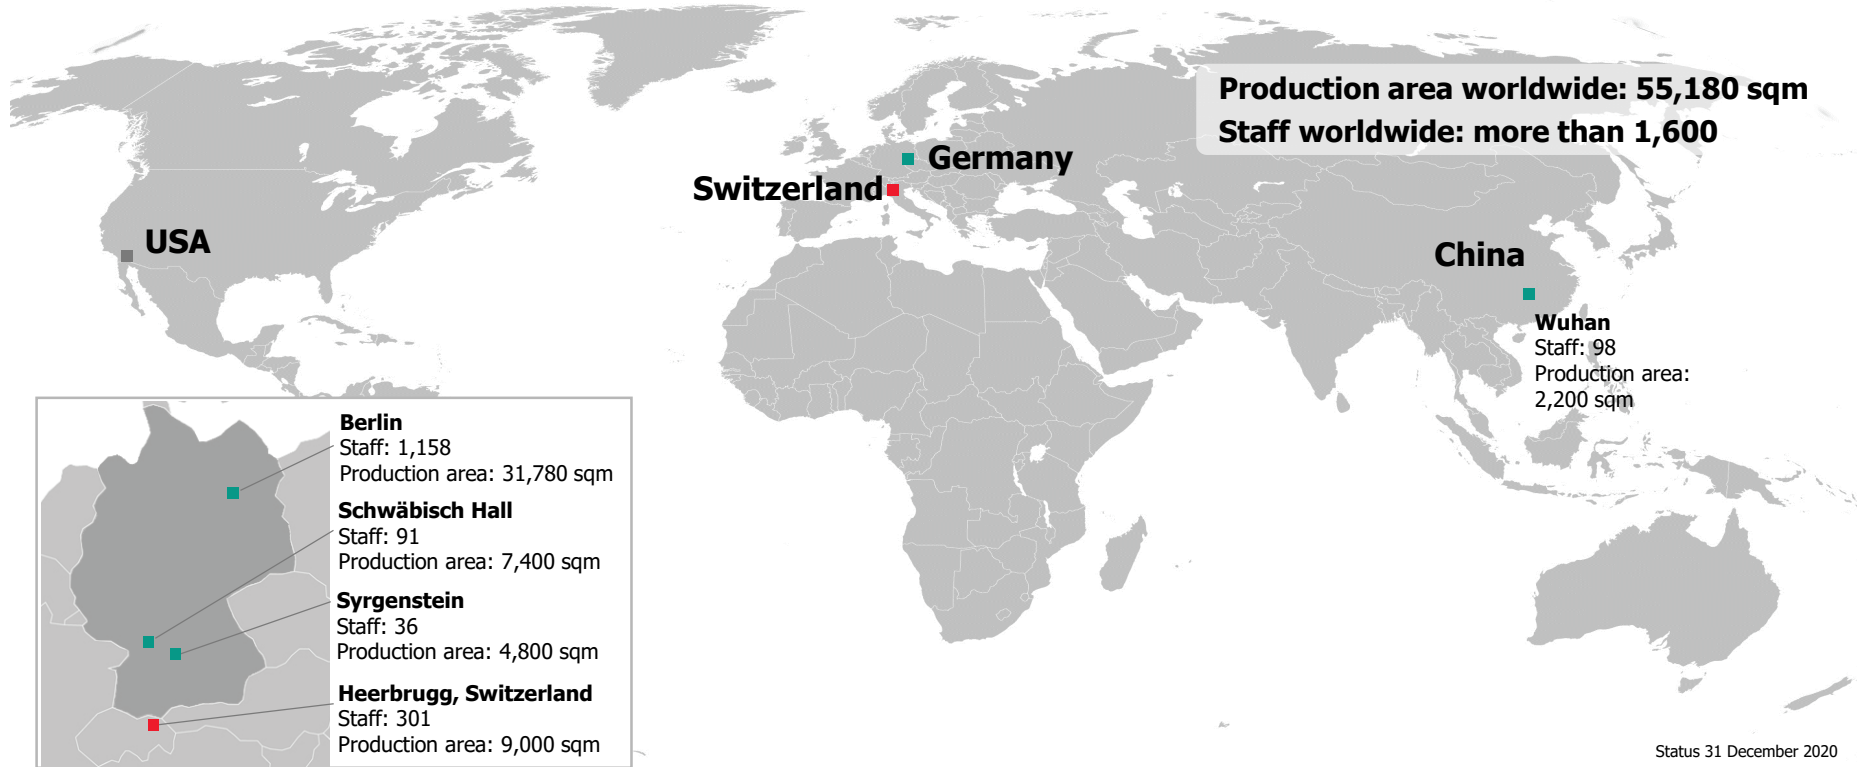 Production area worldwide: 55,180 sqm
Staff worldwide: more than 1,600
Germany
Switzerland
USA
China
Wuhan
Staff: 98
Production area:
2,200 sqm
Berlin
Staff: 1,158
Production area: 31,780 sqm
Schwäbisch Hall
Staff: 91
Production area: 7,400 sqm
Syrgenstein
Staff: 36
Production area: 4,800 sqm
Heerbrugg, Switzerland
Staff: 301
Production area: 9,000 sqm
Status 31 December 2020